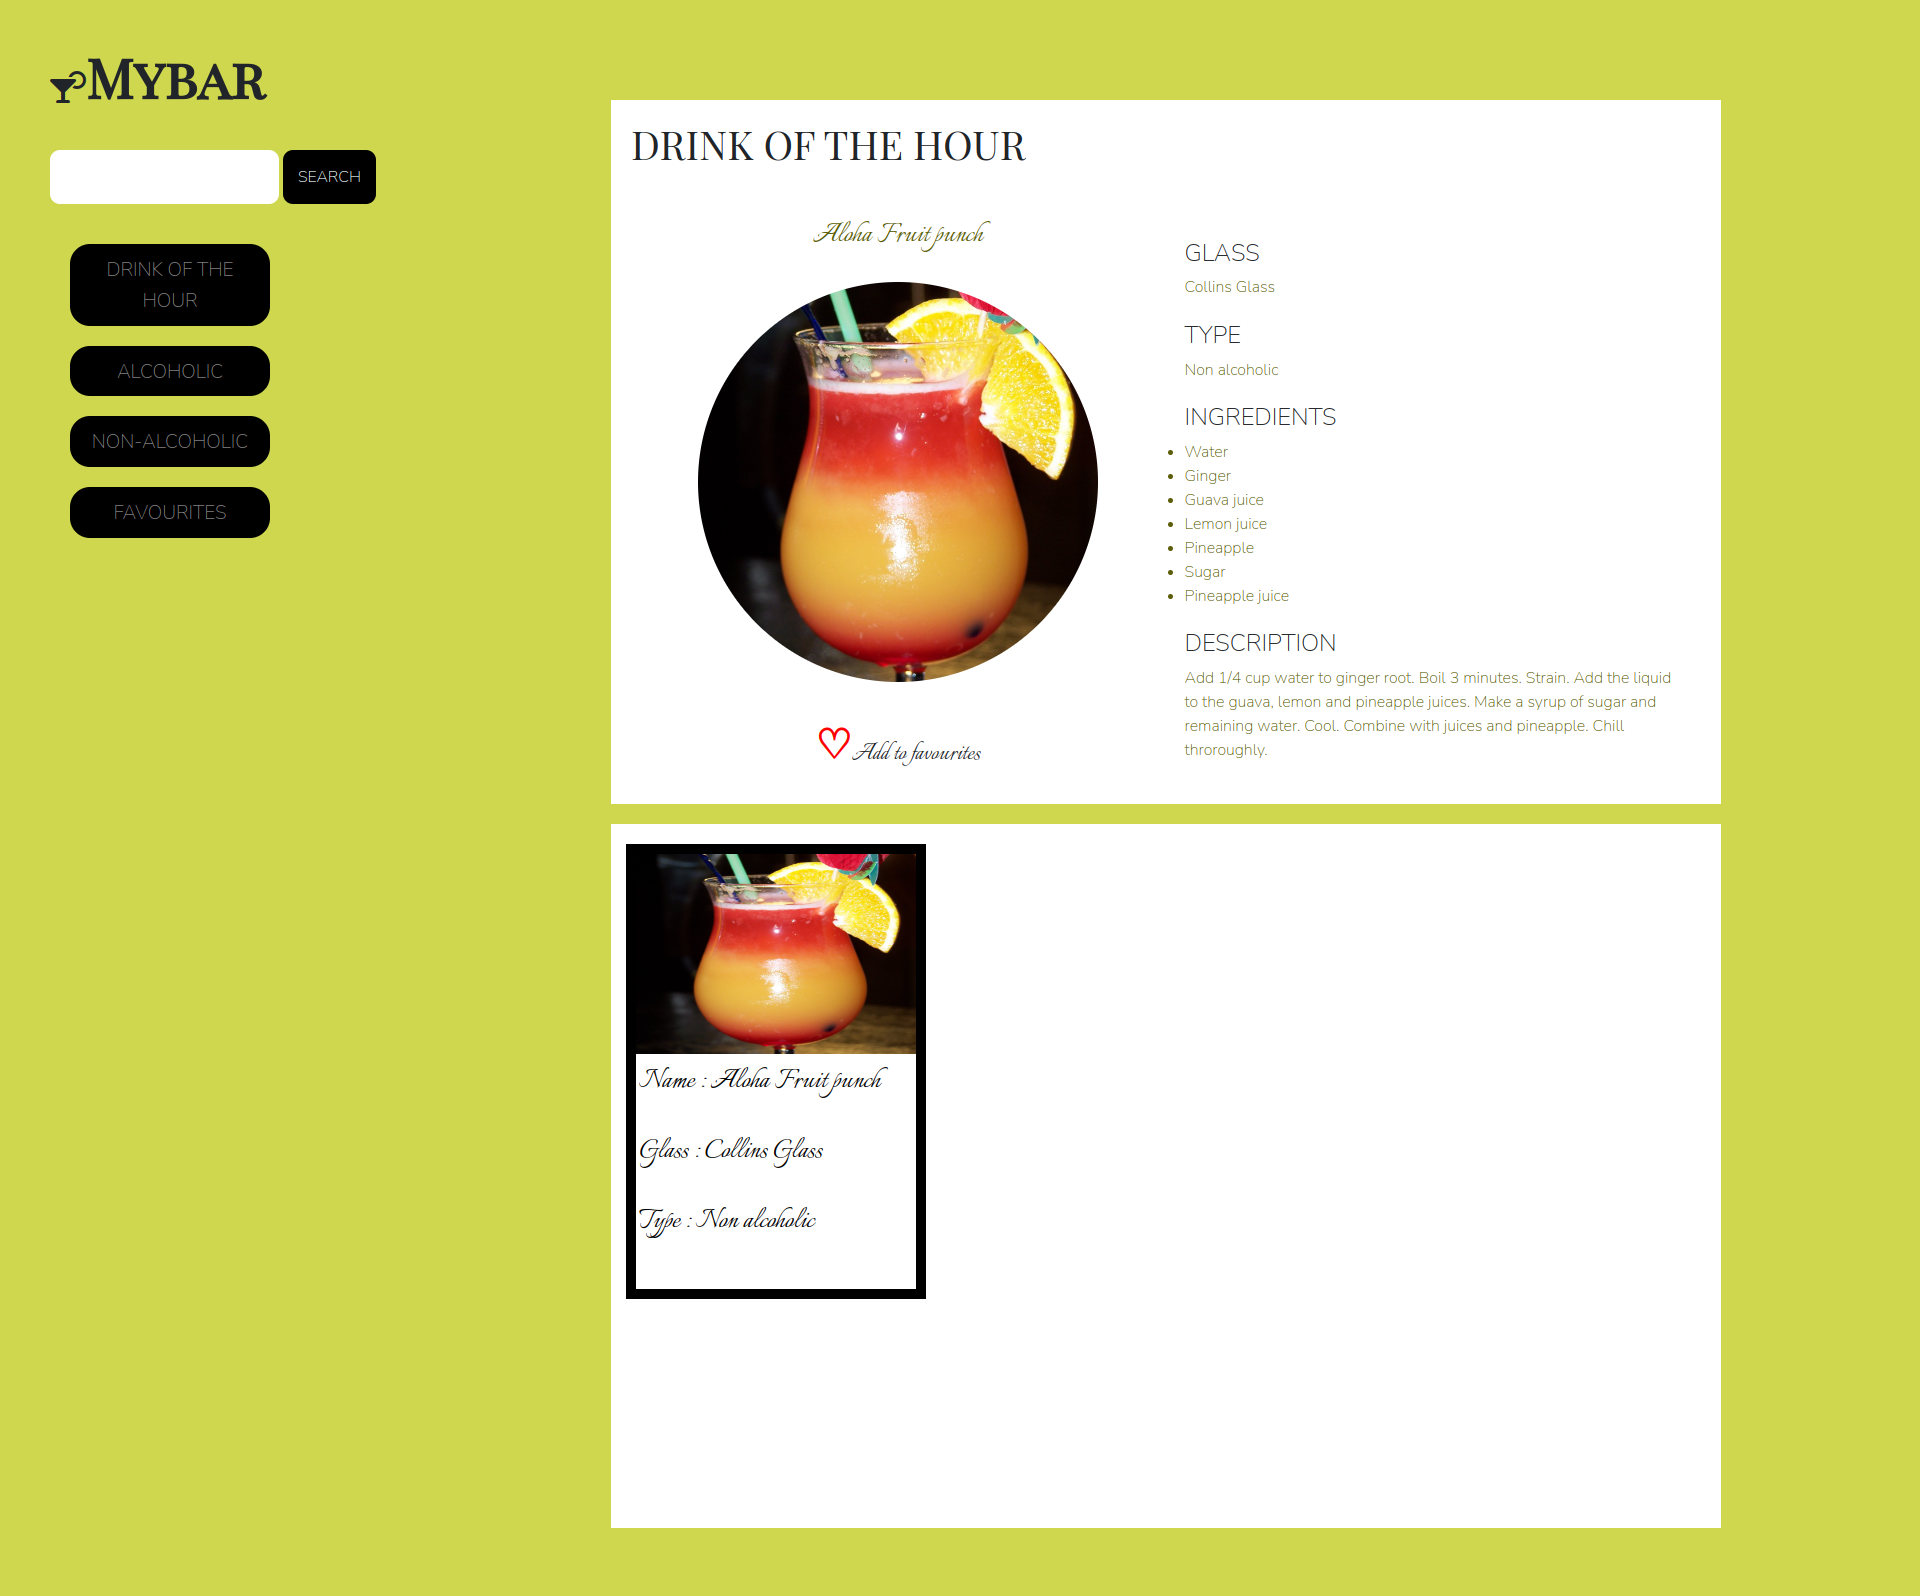 MYBAR
SEARCH
DRINK OF THE
HOUR
ALCOHOLIC
NON-ALCOHOLIC
FAVOURITES
DRINK OF THE HOUR
Aloha Fruit punch
Add to favourites
GLASS
Collins Glass
TYPE
Non alcoholic
INGREDIENTS
Water
Ginger
Guava juice
Lemon juice
Pineapple
Sugar
Pineapple juice
DESCRIPTION
Add 1/4 cup water to ginger root. Boil 3 minutes. Strain. Add the liquid
to the guava, lemon and pineapple juices. Make a syrup of sugar and
remaining water. Cool. Combine with juices and pineapple. Chill
throroughly.
Name : Aloha Fruit punch
Glass : Collins Glass
Type : Non alcoholic